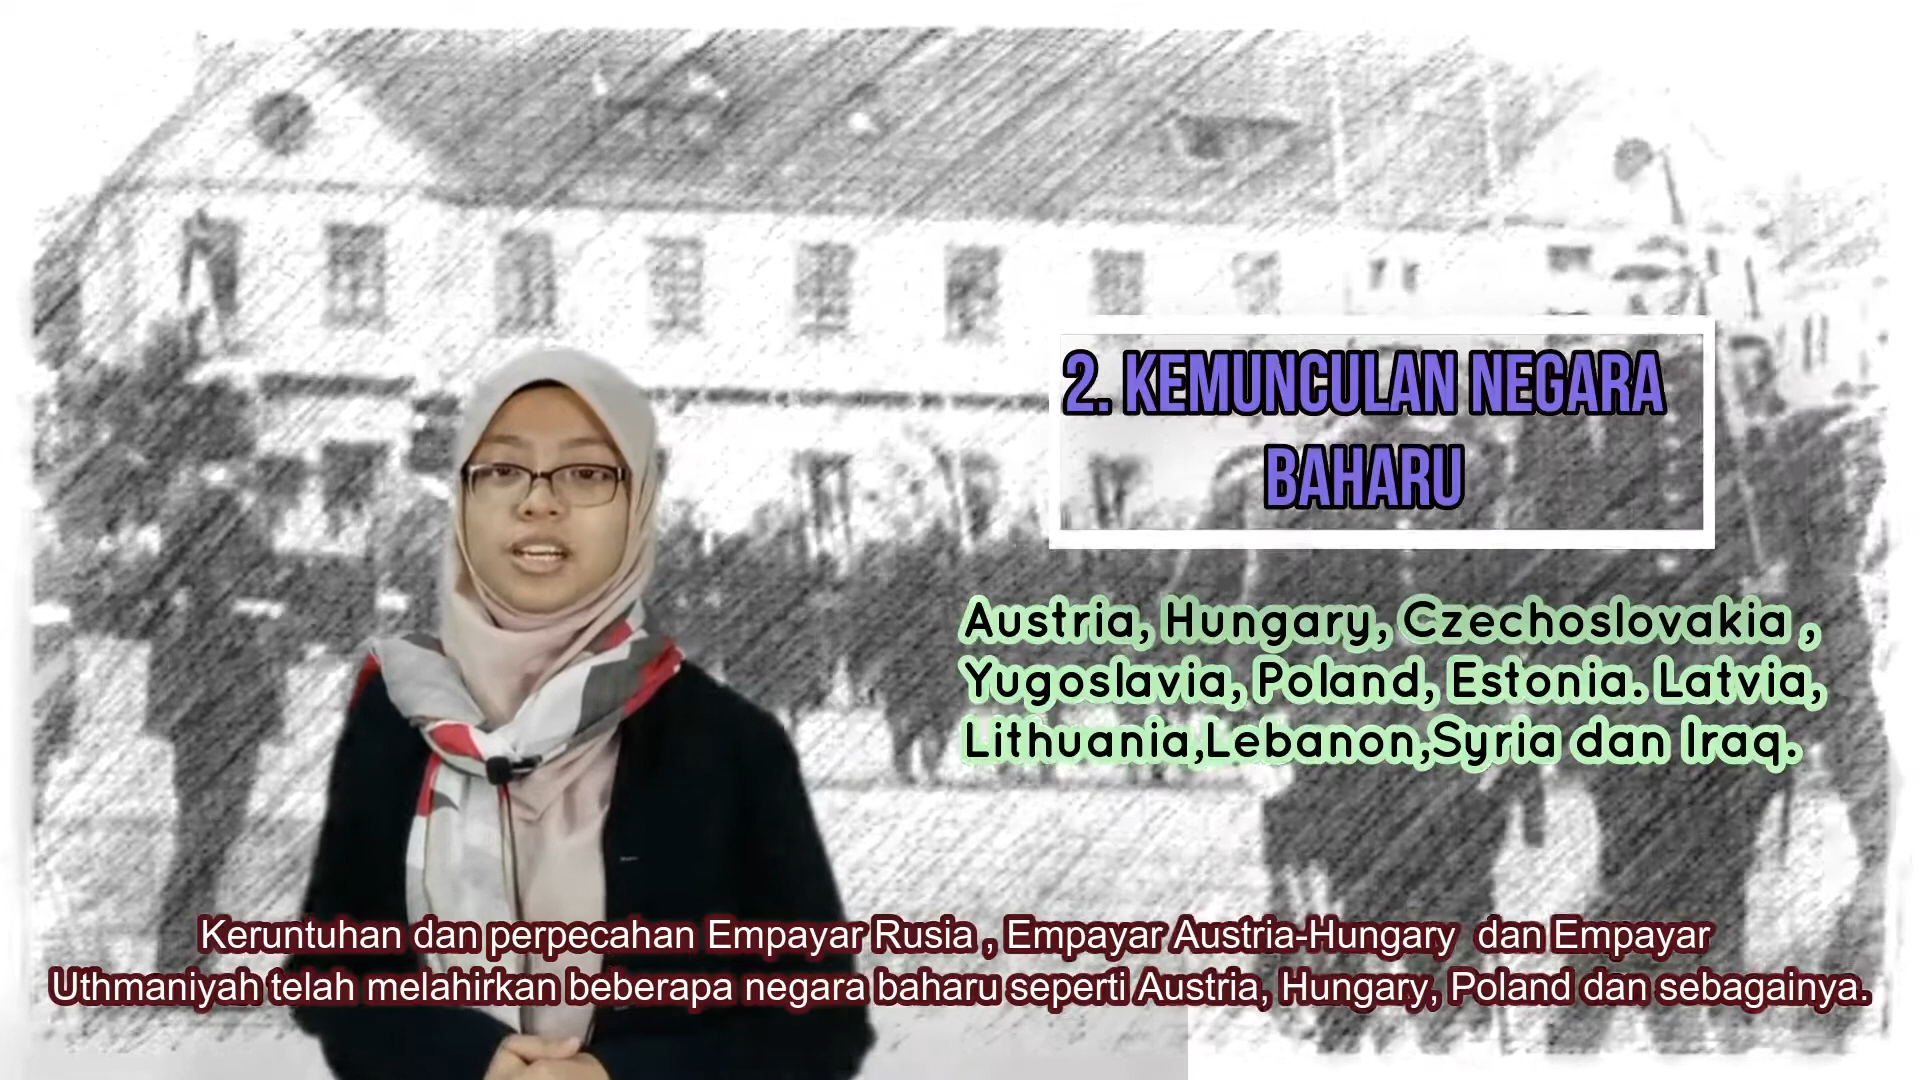 2. KEMUNCULAN NEGARA
BAHARU
Austria, Hungary, Czechoslovakia ,
Yugoslavia, Poland, Estonia. Latvia,
Lithuania,Lebanon,Syria dan Iraq.
Keruntuhan dan perpecahan Empayar Rusia , Empayar Austria-Hungary dan Empayar
Uthmaniyah telah melahirkan beberapa negara baharu seperti Austria, Hungary, Poland dan sebagainya.